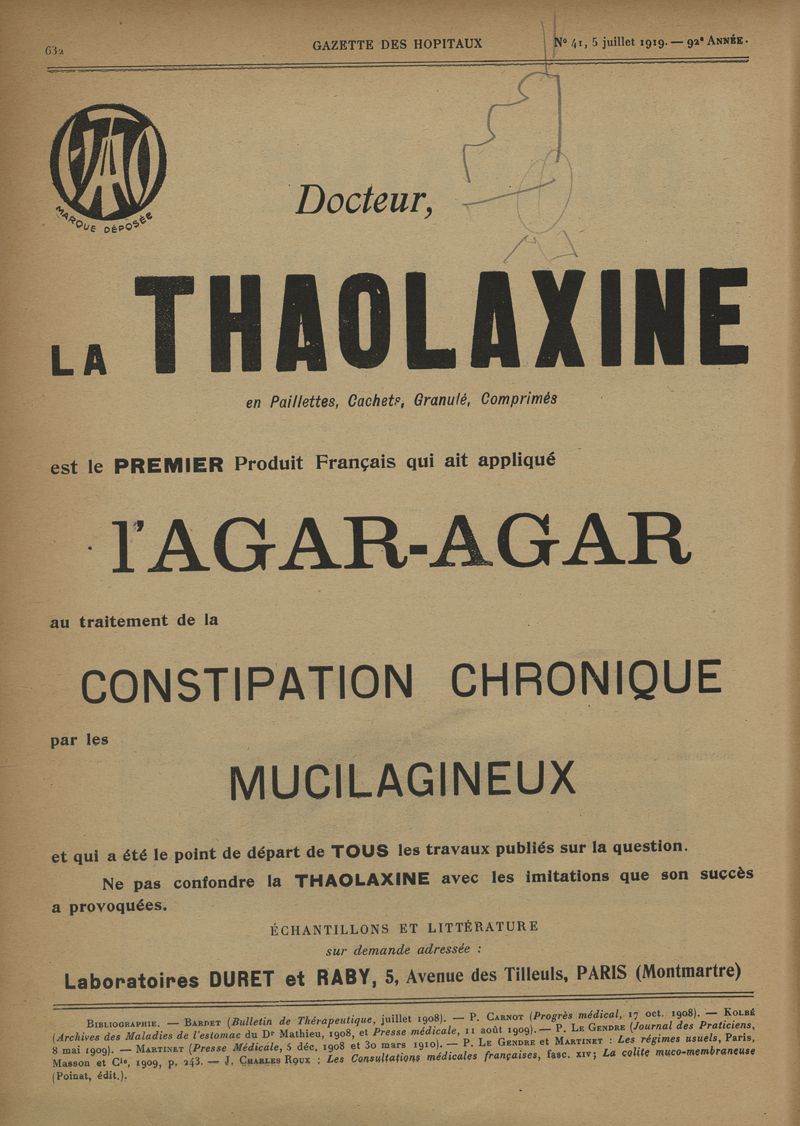 632
GAZETTE DES HOPITAUX
N° 41, 5 juillet 1919. — 92e ANNÉE.
MARQUE DÉPOSÉE
Docteur,
LA THAOLAXINE
en Paillettes, Cachets, Granulé, Comprimés
est le PREMIER Produit Français qui ait appliqué
l'AGAR-AGAR
au traitement de la
CONSTIPATION CHRONIQUE
par les
MUCILAGINEUX
et qui a été le point de départ de TOUS les travaux publiés sur la question.
Ne pas confondre la THAOLAXINE avec les imitations que son succès
a provoquées.
ÉCHANTILLONS ET LITTÉRATURE
sur demande adressée :
Laboratoires DURET et RABY, 5, Avenue des Tilleuls, PARIS (Montmartre)
BIBLIOGRAPHIE. — BARDET (Bulletin de Thérapeutique, juillet 1908). — P. CARNOT (Progrès médical, 17 oct. 1908). — KOLBÉ
(Archives des Maladies de l'estomac du Dr Mathieu, 1908, et Presse médicale, 11 août 1909). — P. LE GENDRE (Journal des Praticiens,
8 mai 1909). — MARTINET (Presse Médicale, 5 déc. 1908 et 30 mars 1910). — P. LE GENDRE et MARTINET : Les régimes usuels, Paris,
Masson et Cie, 1909, p. 243. — J. CHARLES ROUX : Les Consultations médicales françaises, fasc. XIV; La colite muco-membraneuse
(Poinat, édit.).